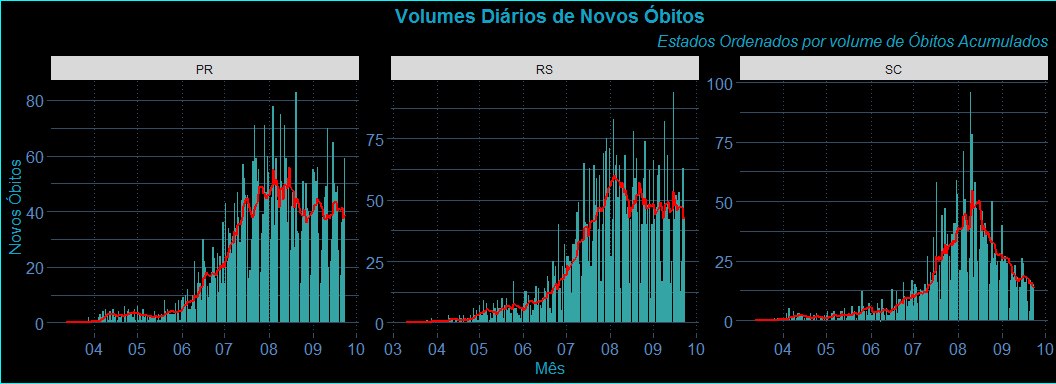 Volumes Diários de Novos Óbitos
Estados Ordenados por volume de Óbitos Acumulados
PR
RS
SC
Novos Óbitos
80
60
40
20
0
04 05 06 07 08 09 10
75
50
25
0
03 04 05 06 07 08 09 10
100
75
50
25
0
04 05 06 07 08 09 10
Mês